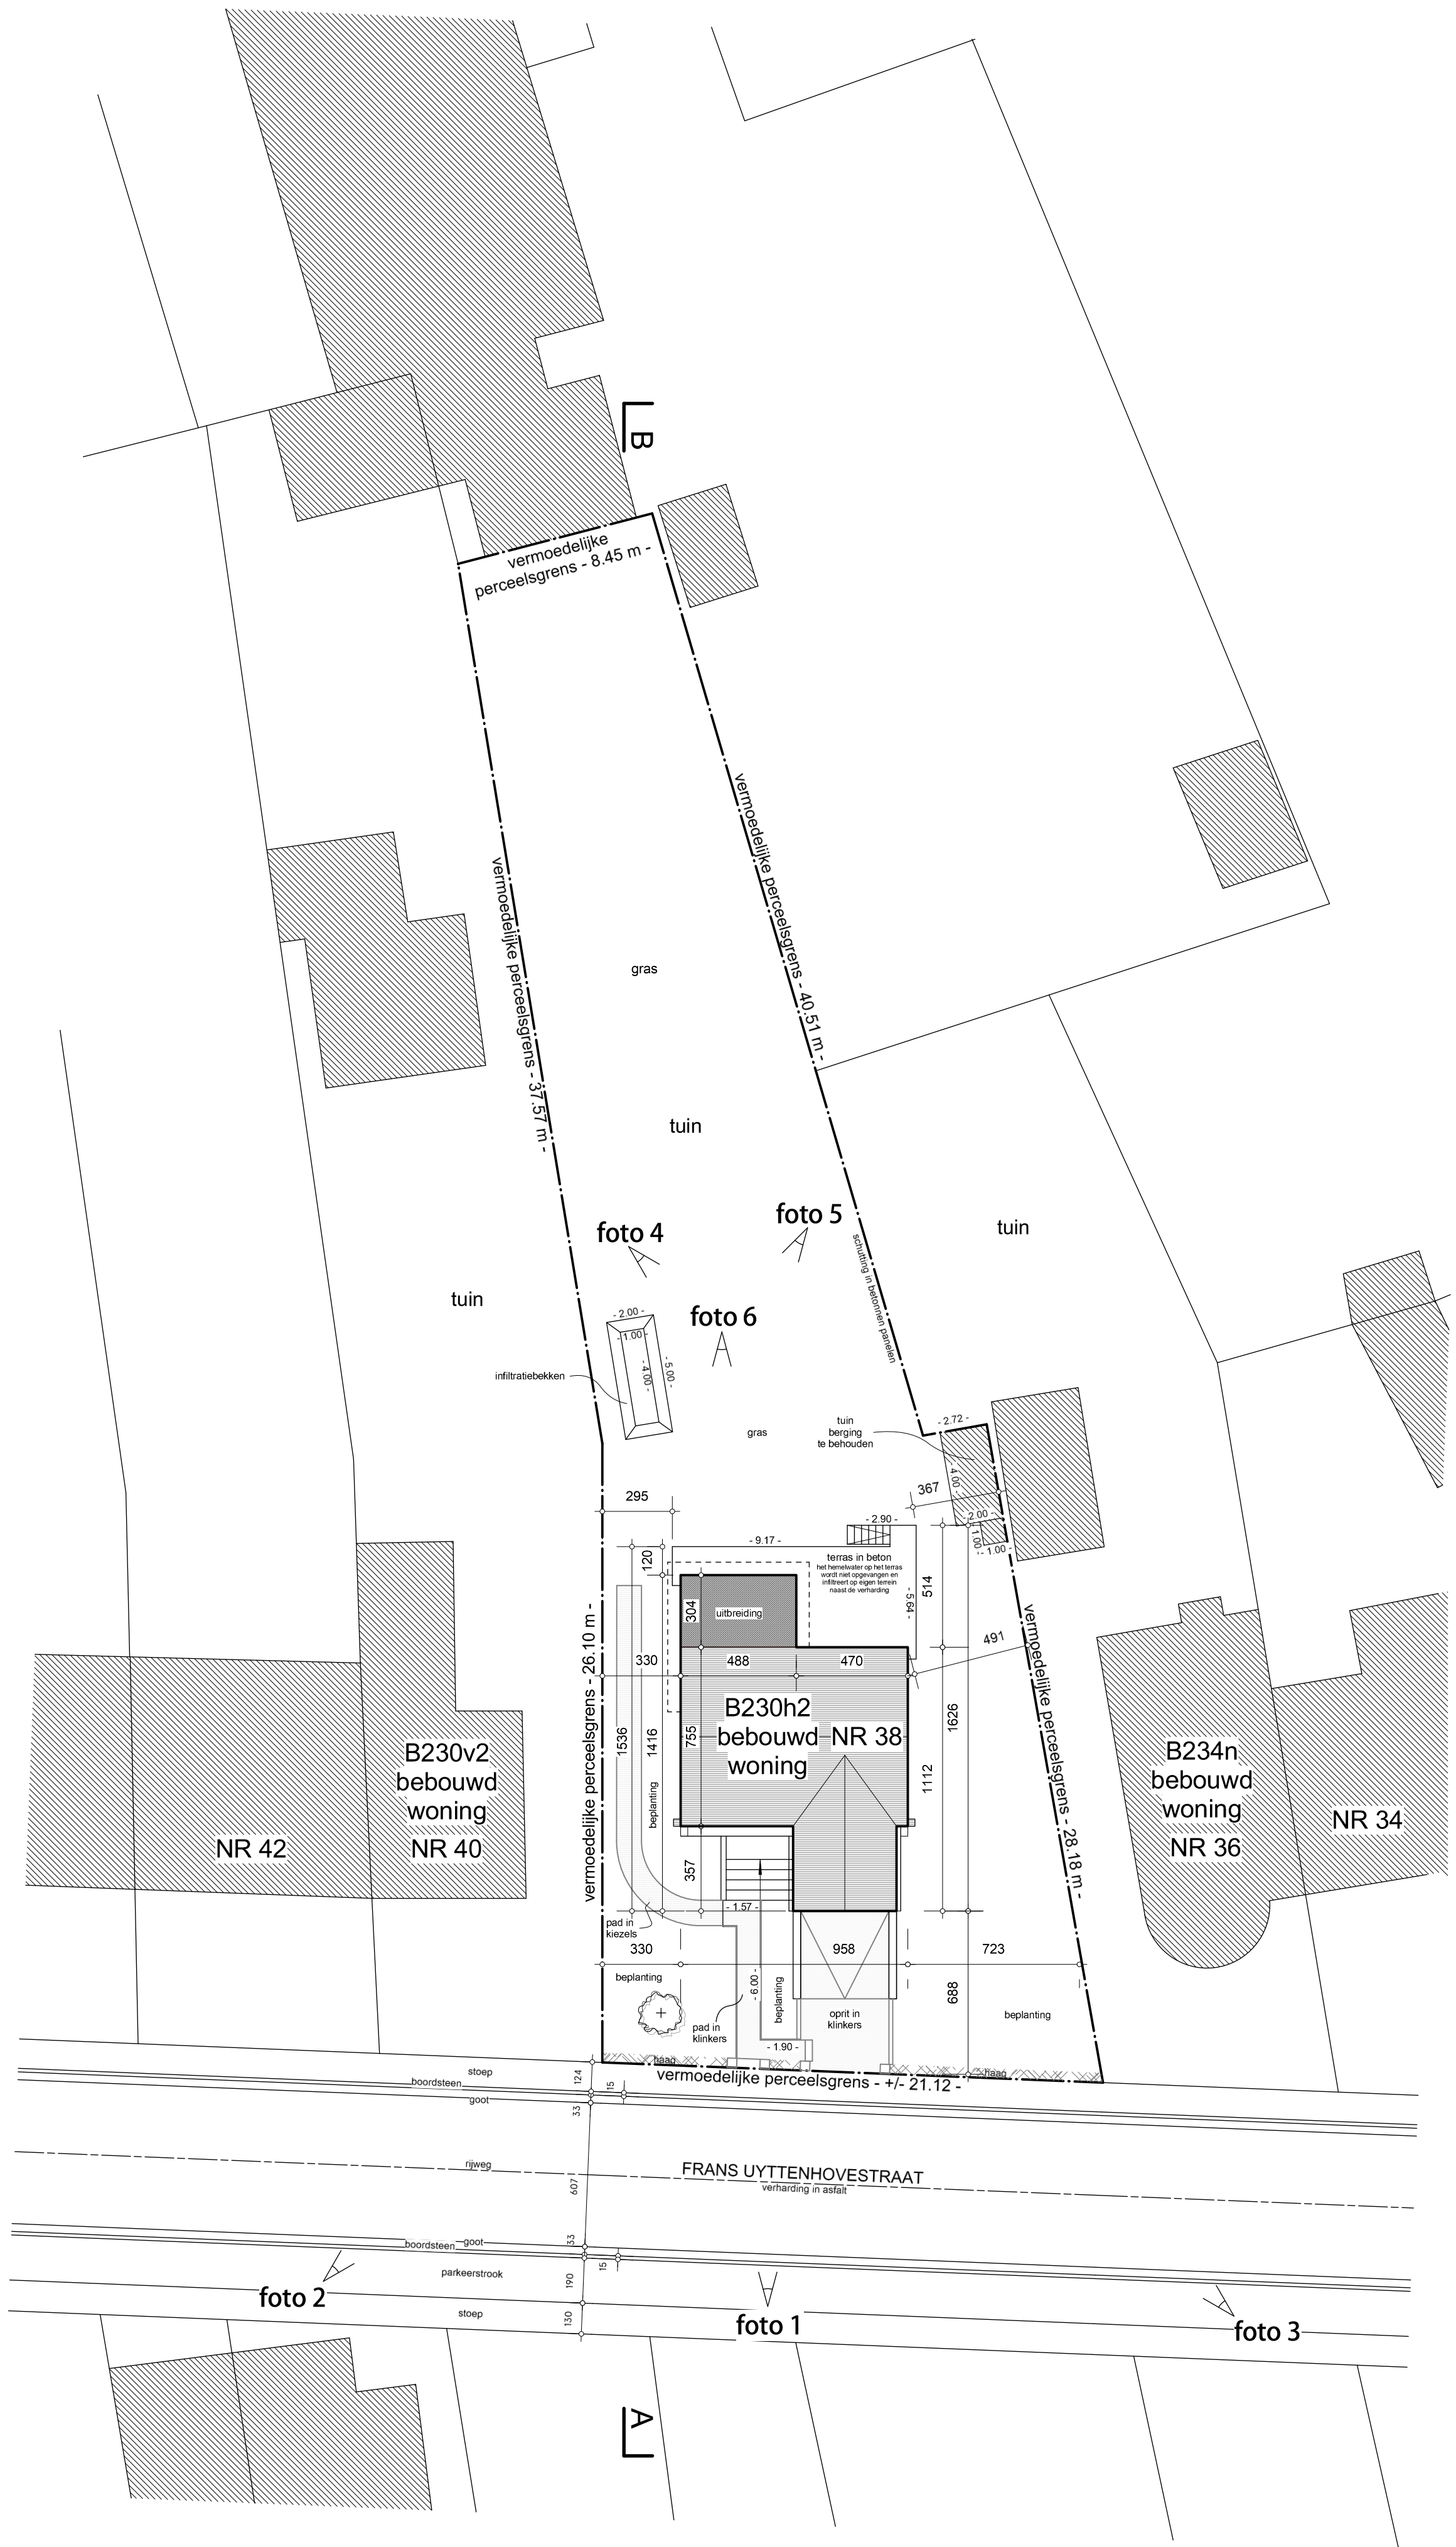 B
vermoedelijke
perceelsgrens - 8.45 m -
vermoedelijke perceelsgrens - 40.51 m -
vermoedelijke perceelsgrens - 37.57 m -
gras
tuin
foto 4
foto 5
tuin
schutting in betonnen panelen
tuin
foto 6
- 2.00 -
- 1.00 -
- 4.00 -
- 5.00 -
infiltratiebekken
gras
tuin
berging
te behouden
- 2.72 -
- 4.00 -
367
- 2.00 -
- 1.00 -
- 1.00 -
295
- 2.90 -
- 9.17 -
120
terras in beton
het hemelwater op het terras
wordt niet opgevangen en
infiltreert op eigen terrein
naast de verharding
514
- 5.64 -
304
uitbreiding
491
330
488
470
vermoedelijke perceelsgrens - 26.10 m -
vermoedelijke perceelsgrens - 28.18 m -
1536
1416
755
B230h2
bebouwd
woning
NR 38
1626
1112
beplanting
B230v2
bebouwd
woning
NR 40
NR 42
B234n
bebouwd
woning
NR 36
NR 34
357
- 1.57 -
pad in
kiezels
330
958
723
beplanting
- 6.00 -
beplanting
688
pad in
klinkers
oprit in
klinkers
beplanting
- 1.90 -
haag
haag
vermoedelijke perceelsgrens - +/- 21.12 -
stoep
124
boordsteen
15
goot
33
rijweg
FRANS UYTTENHOVESTRAAT
verharding in asfalt
607
goot
33
boordsteen
15
parkeerstrook
190
foto 2
stoep
130
foto 1
foto 3
A